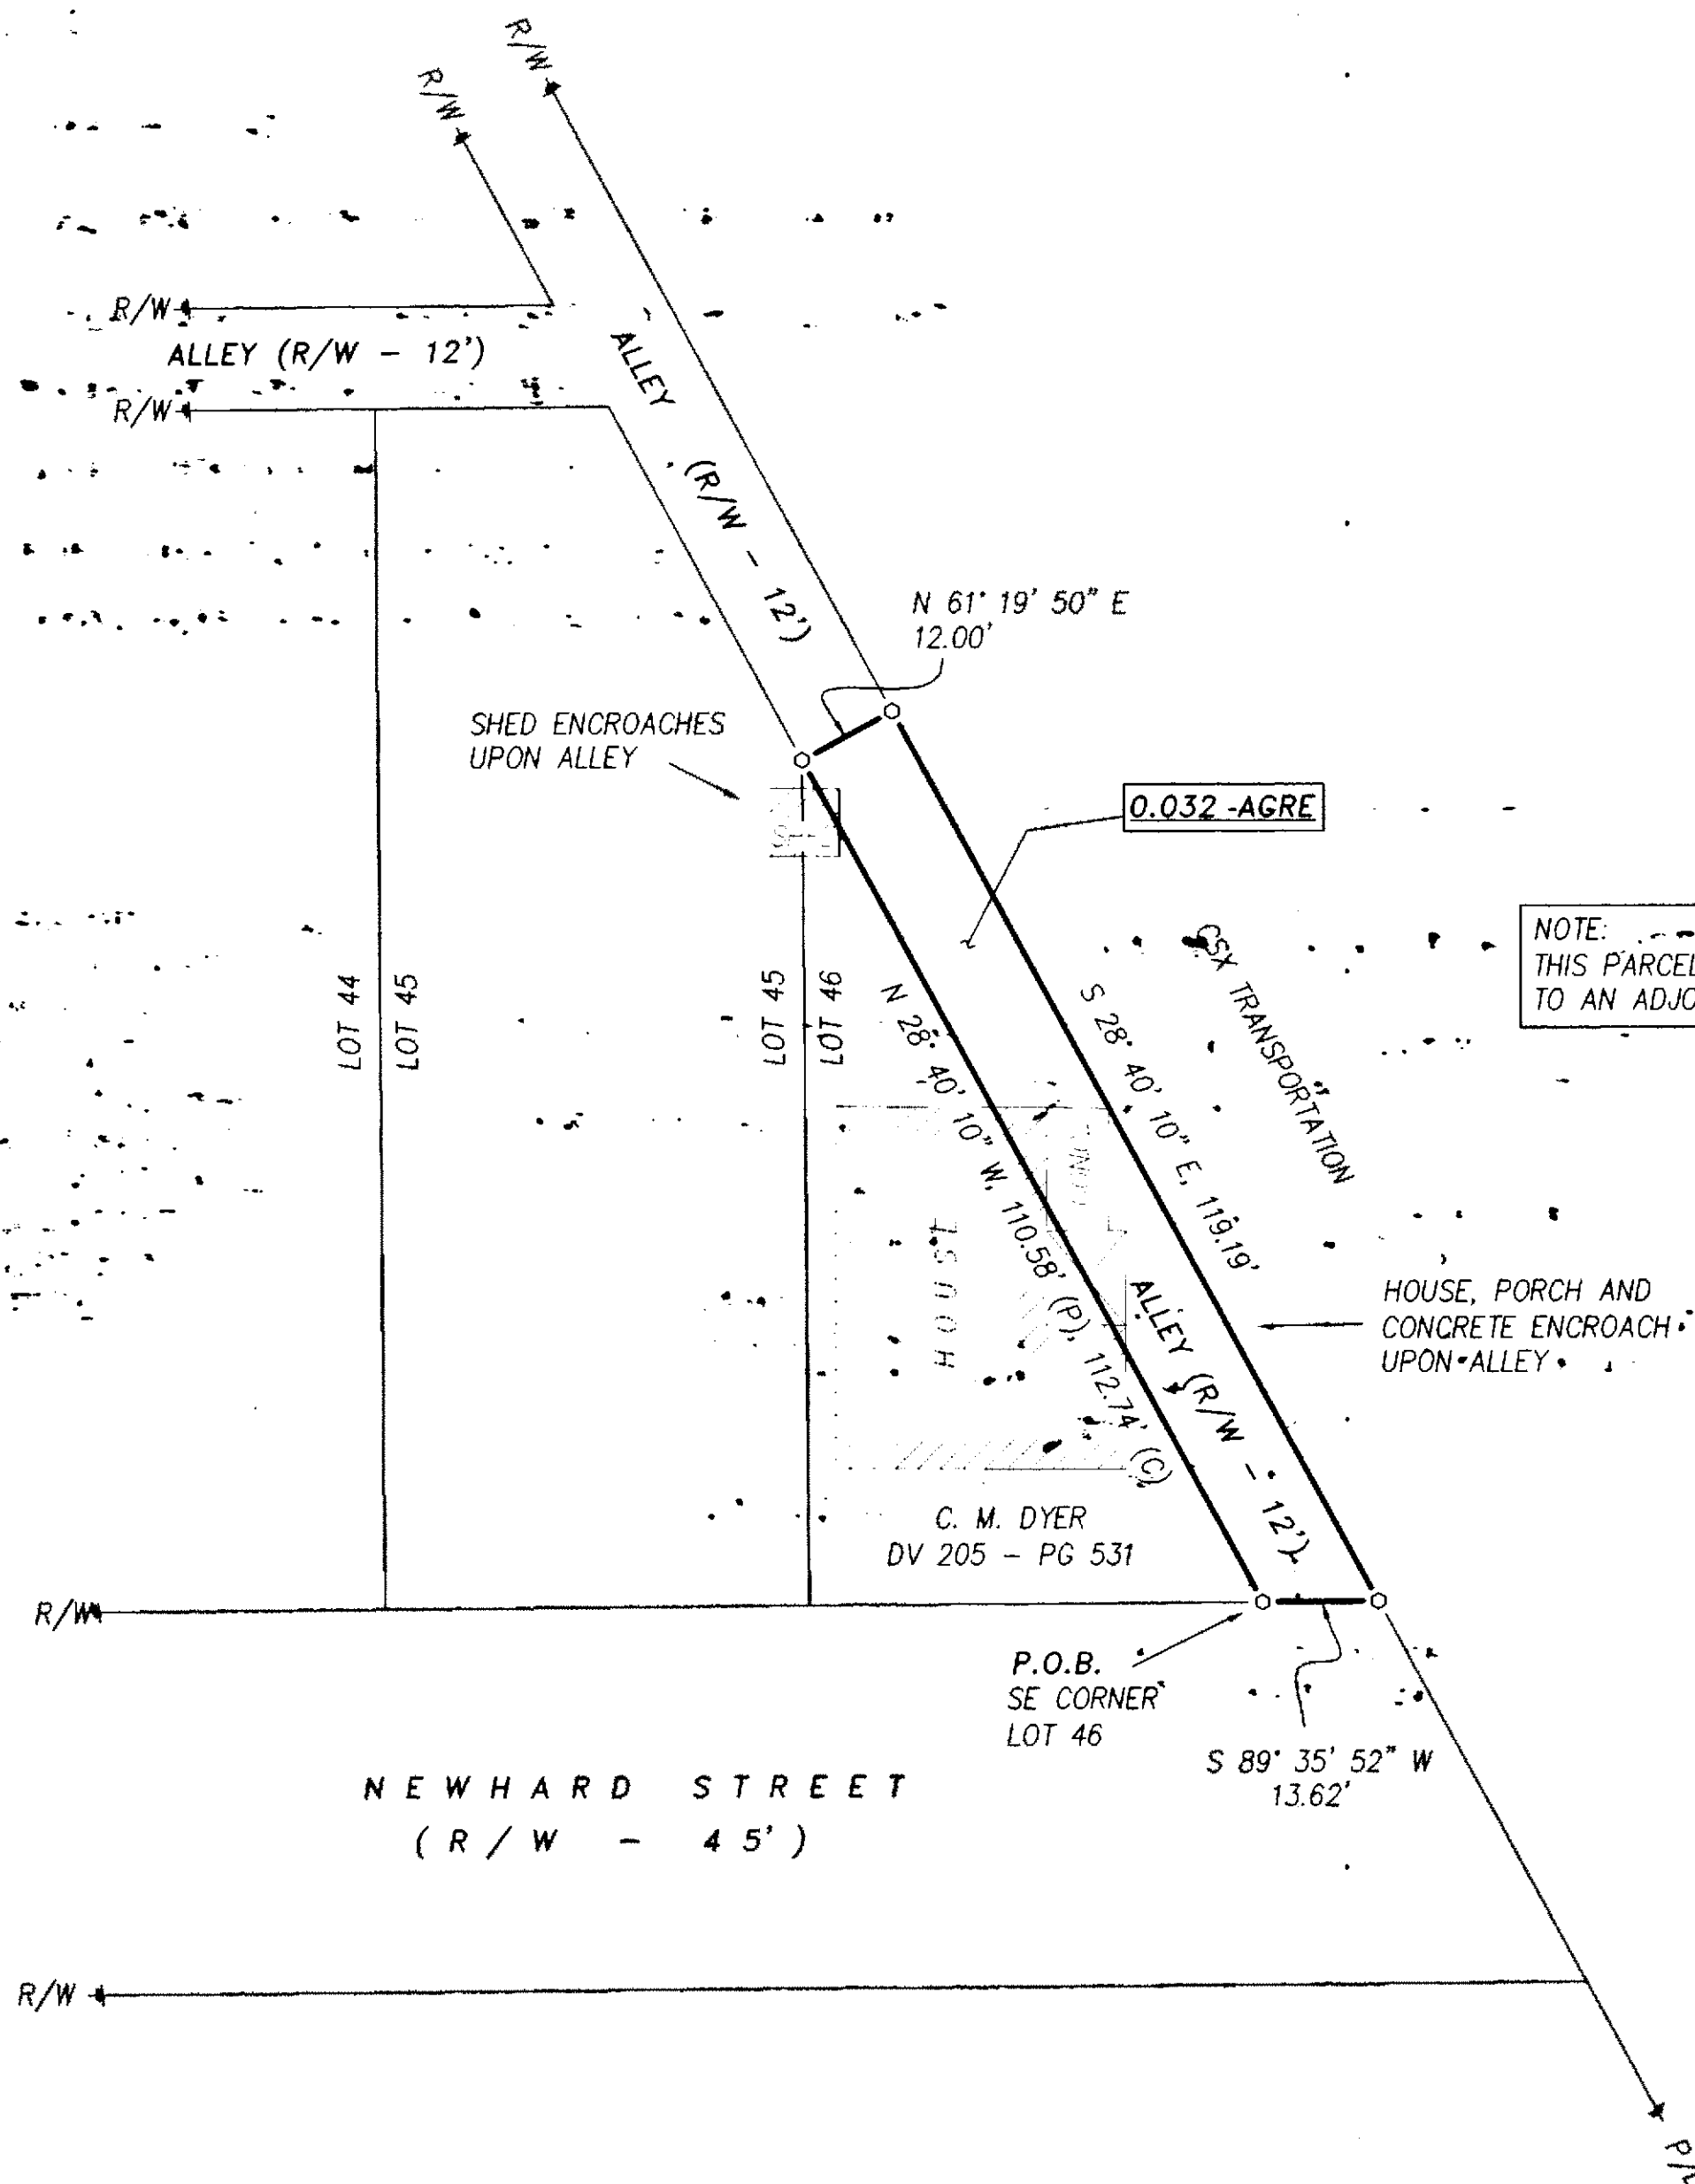 R/W
R/W
R/W
ALLEY (R/W - 12')
R/W
ALLEY (R/W - 12')
N 61° 19' 50" E
12.00'
SHED ENCROACHES
UPON ALLEY
0.032 -AGRE
NOTE:
THIS PARCEL
TO AN
CSX TRANSPORTATION
LOT 44
LOT 45
LOT 45
LOT 46
N 28° 40' 10" W, 110.58' (P), 112.74' (C)
S 28° 40' 10" E, 119.19'
HOUSE
ALLEY (R/W - 12')
HOUSE, PORCH AND
CONCRETE ENCROACH
UPON ALLEY
C. M. DYER
DV 205 - PG 531
R/W
P.O.B.
SE CORNER
LOT 46
S 89° 35' 52" W
13.62'
NEWHARD STREET
(R/W - 45')
R/W